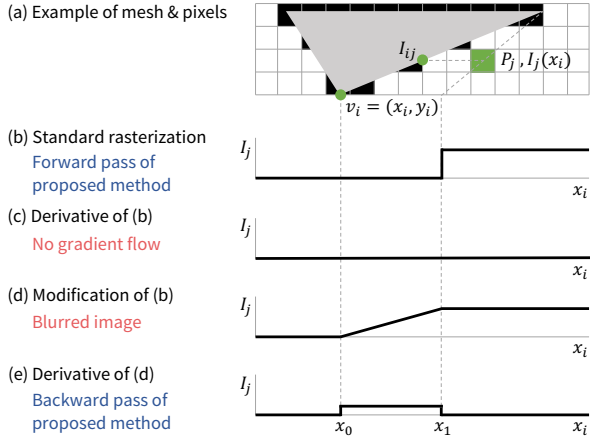 (a) Example of mesh & pixels
I_{ij}
P_j , I_j(x_i)
v_i = (x_i, y_i)
(b) Standard rasterization
Forward pass of
proposed method
I_j
x_i
(c) Derivative of (b)
No gradient flow
I_j
x_i
(d) Modification of (b)
Blurred image
I_j
x_i
(e) Derivative of (d)
Backward pass of
proposed method
I_j
x_0
x_1
x_i